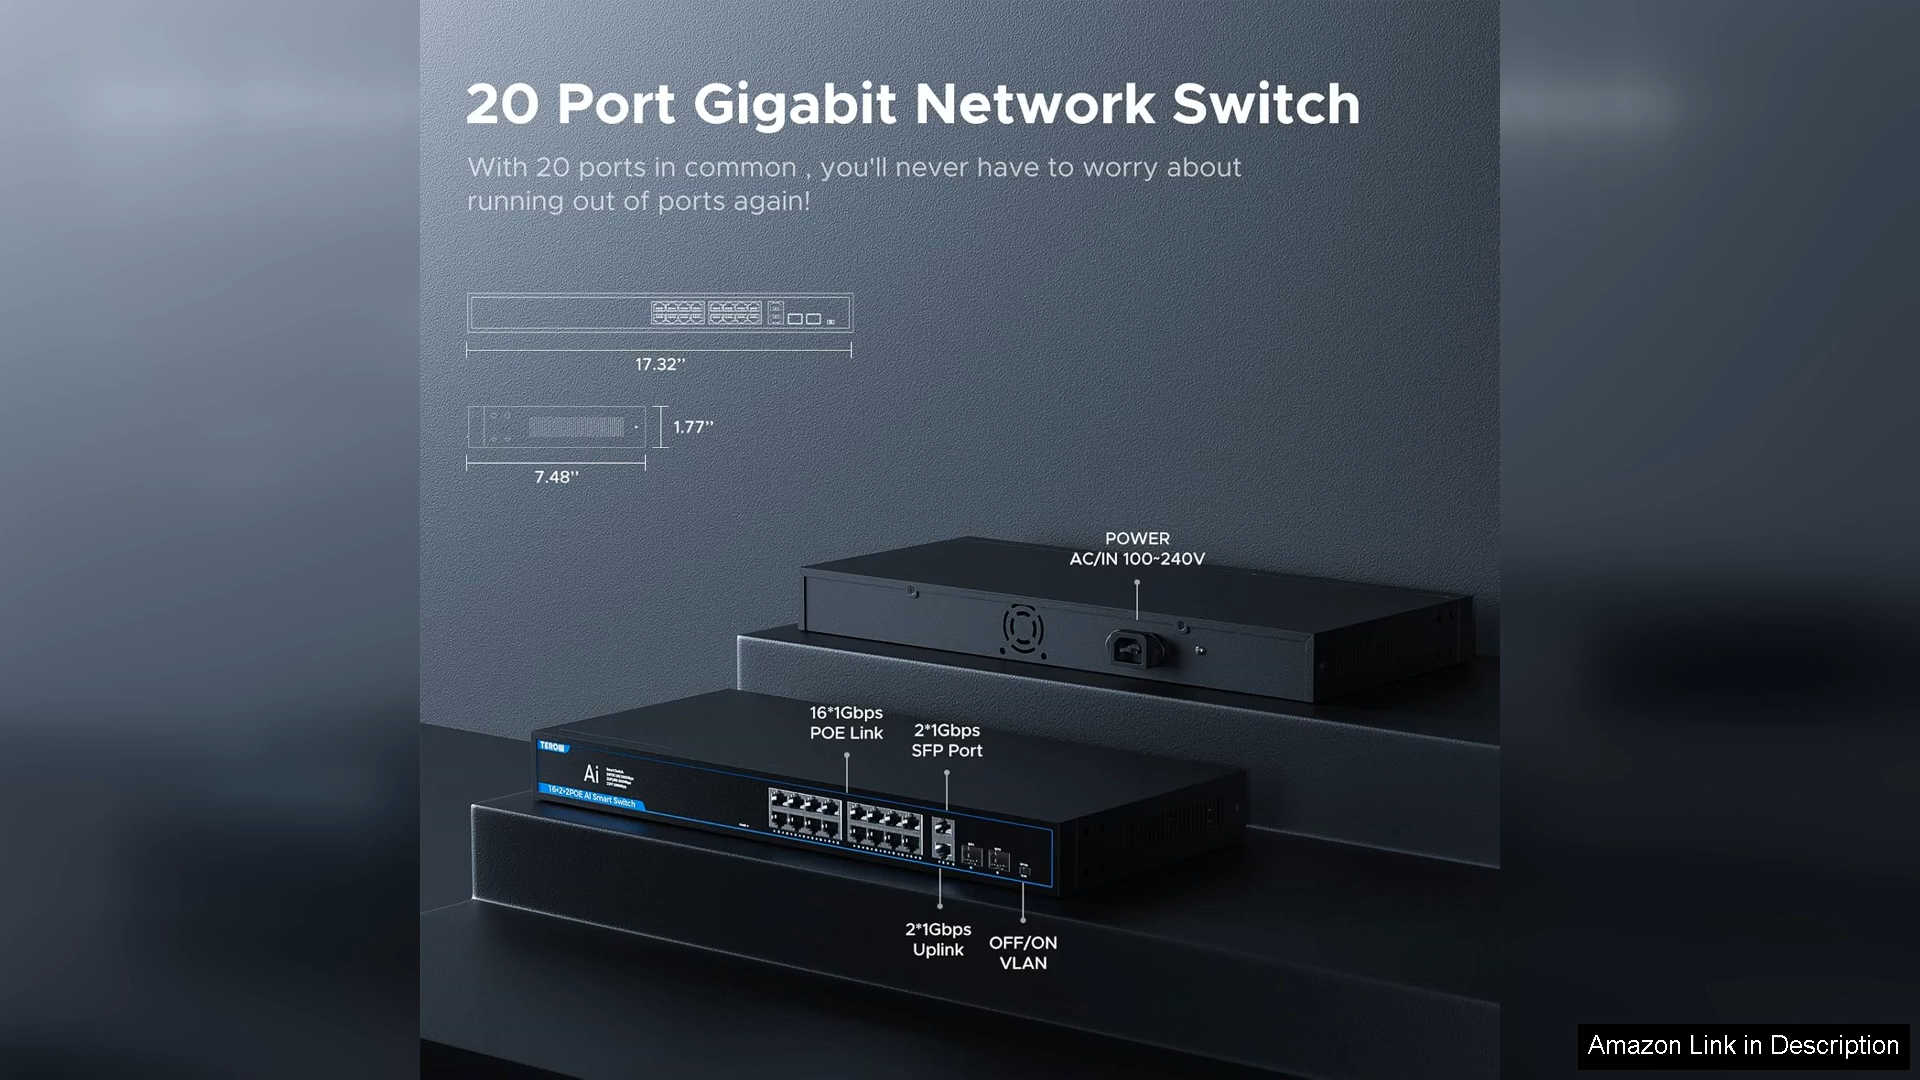 20 Port Gigabit Network Switch
With 20 ports in common , you'll never have to worry about
running out of ports again!
17.32’’
1.77’’
7.48’’
POWER
AC/IN 100~240V
16*1Gbps
POE Link
2*1Gbps
SFP Port
TEROW
Ai
16+2+2POE AI Smart Switch
2*1Gbps
Uplink
OFF/ON
VLAN
Amazon Link in Description